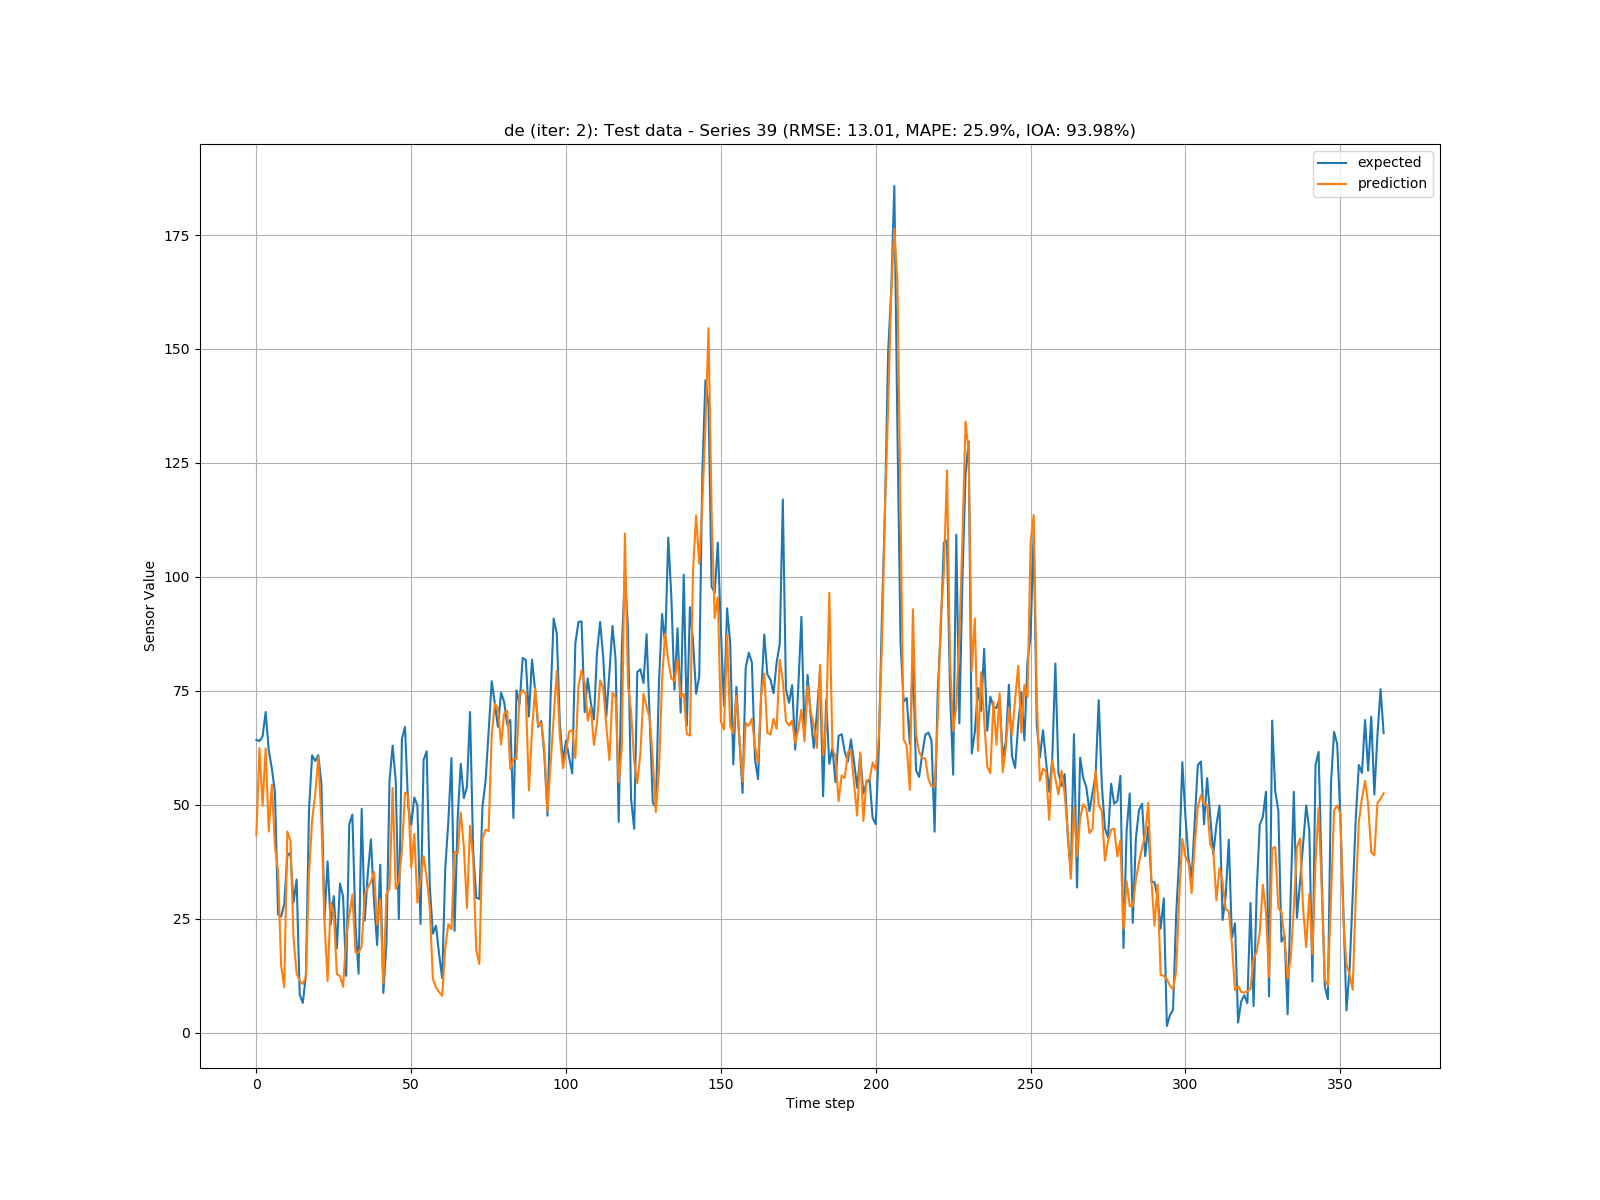 de (iter: 2): Test data - Series 39 (RMSE: 13.01, MAPE: 25.9%, IOA: 93.98%)
expected
prediction
175
150
125
100
75
50
25
0
Sensor Value
0 50 100 150 200 250 300 350
Time step